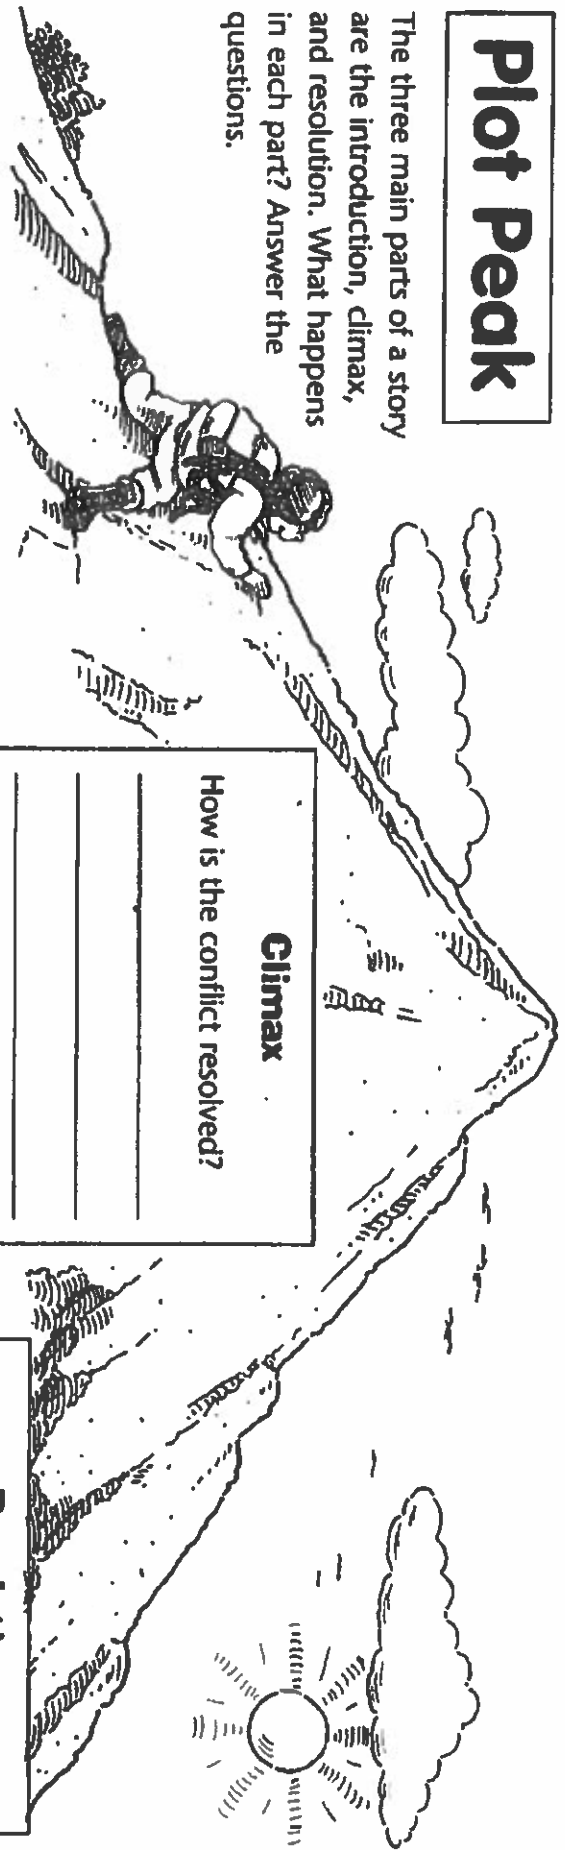 Plot Peak
The three main parts of a story
are the introduction, climax,
and resolution. What happens
in each part? Answer the
questions.
Climax
How is the conflict resolved?